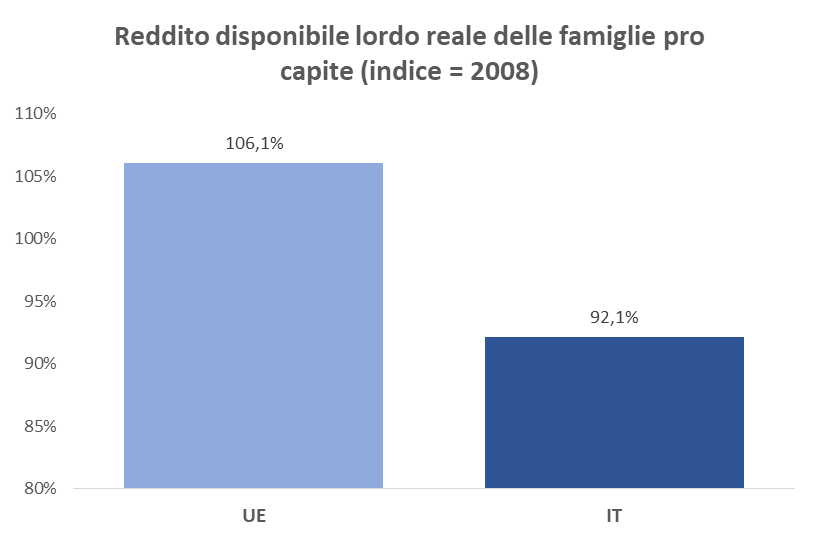 Reddito disponibile lordo reale delle famiglie pro
capite (indice = 2008)
110%
105%
100%
95%
90%
85%
80%
106,1%
92,1%
UE
IT